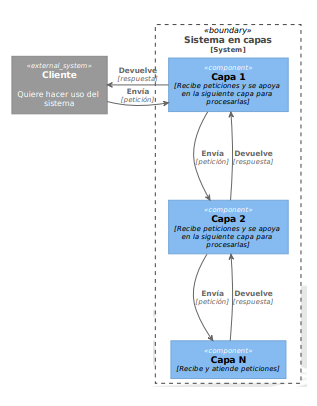 «boundary»
Sistema en capas
[System]
«external_system»
Cliente
Quiere hacer uso del
sistema
Devuelve
[respuesta]
Envía
[petición]
«component»
Capa 1
[Recibe peticiones y se apoya
en la siguiente capa para
procesarlas]
Envía
[petición]
Devuelve
[respuesta]
«component»
Capa 2
[Recibe peticiones y se apoya
en la siguiente capa para
procesarlas]
Envía
[petición]
Devuelve
[respuesta]
«component»
Capa N
[Recibe y atiende peticiones]